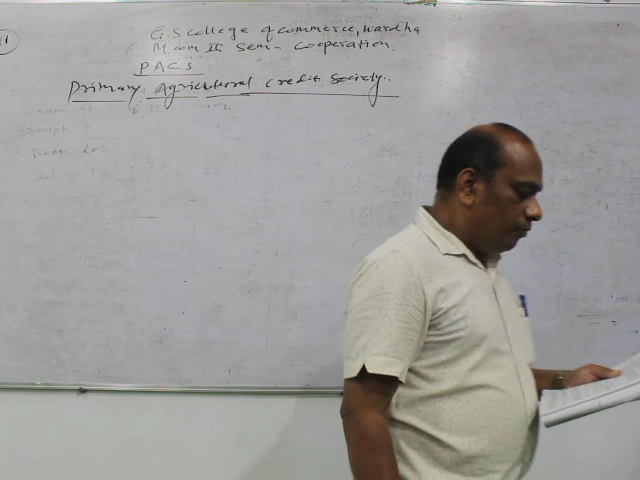 G.S college of commerce, wardha
M com II Sem - Cooperation.
PACS
Primary Agricultural Credit Society..